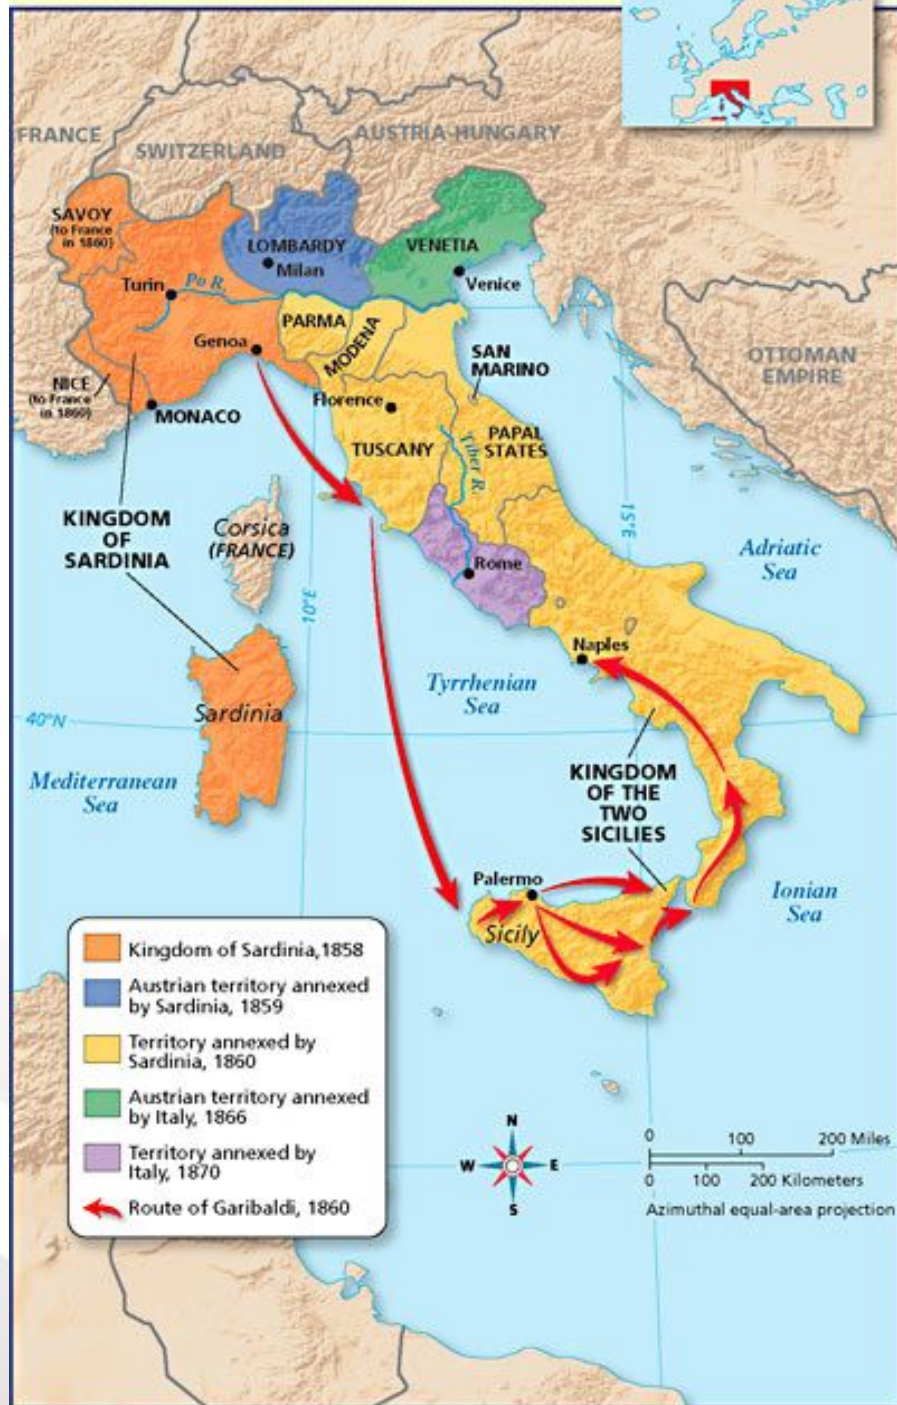 FRANCE
SWITZERLAND
AUSTRIA-HUNGARY
SAVOY
(to France
in 1860)
LOMBARDY
Milan
VENETIA
Venice
Turin
Po R.
PARMA
MODENA
Genoa
SAN
MARINO
OTTOMAN
EMPIRE
NICE
(to France
in 1860)
MONACO
Florence
TUSCANY
PAPAL
STATES
Tiber R.
KINGDOM
OF
SARDINIA
Corsica
(FRANCE)
Rome
15°E
Adriatic
Sea
10°E
Naples
Tyrrhenian
Sea
Sardinia
40°N
Mediterranean
Sea
KINGDOM
OF THE
TWO
SICILIES
Palermo
Sicily
Ionian
Sea
Kingdom of Sardinia,1858
Austrian territory annexed
by Sardinia, 1859
Territory annexed by
Sardinia, 1860
Austrian territory annexed
by Italy, 1866
Territory annexed by
Italy, 1870
Route of Garibaldi, 1860
N
W E
S
0 100 200 Miles
0 100 200 Kilometers
Azimuthal equal-area projection